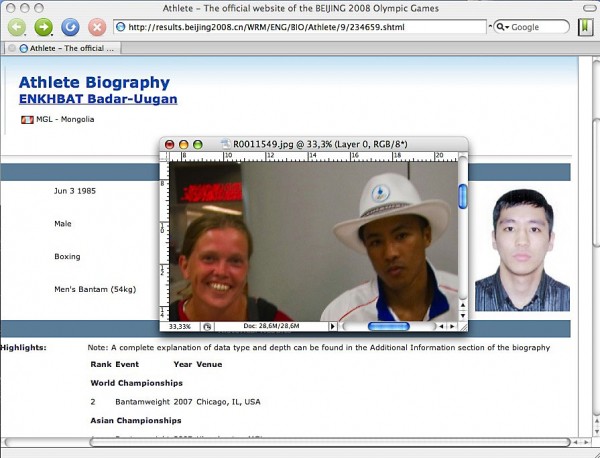 Athlete – The official website of the BEIJING 2008 Olympic Games
http://results.beijing2008.cn/WRM/ENG/BIO/Athlete/9/234659.shtml
Google
Athlete – The official ...
Athlete Biography
ENKHBAT Badar-Uugan
MGL - Mongolia
R0011549.jpg @ 33,3% (Layer 0, RGB/8*)
8 10 12 14 16 18 20
Jun 3 1985
Male
Boxing
Men's Bantam (54kg)
33,33%
Doc: 28,6M/28,6M
Highlights:
Note: A complete explanation of data type and depth can be found in the Additional Information section of the biography
Rank Event Year Venue
World Championships
2 Bantamweight 2007 Chicago, IL, USA
Asian Championships